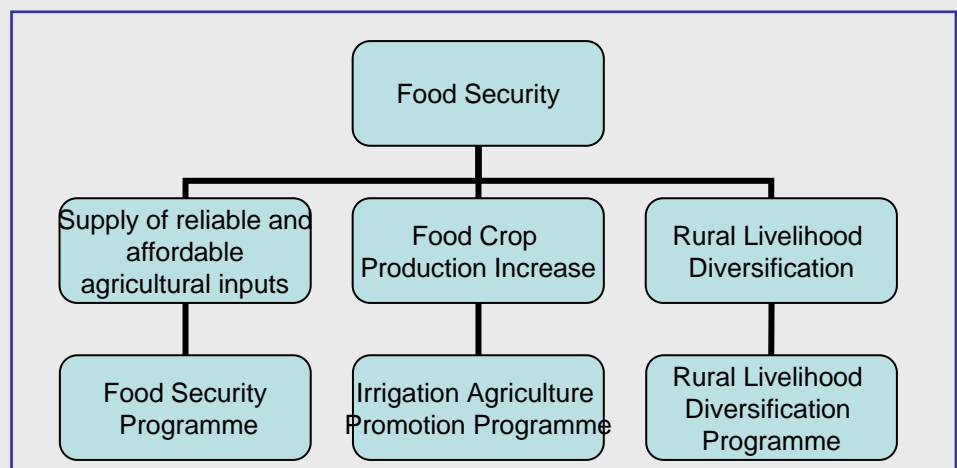 Food Security
Supply of reliable and
affordable
agricultural inputs
Food Crop
Production Increase
Rural Livelihood
Diversification
Food Security
Programme
Irrigation Agriculture
Promotion Programme
Rural Livelihood
Diversification
Programme